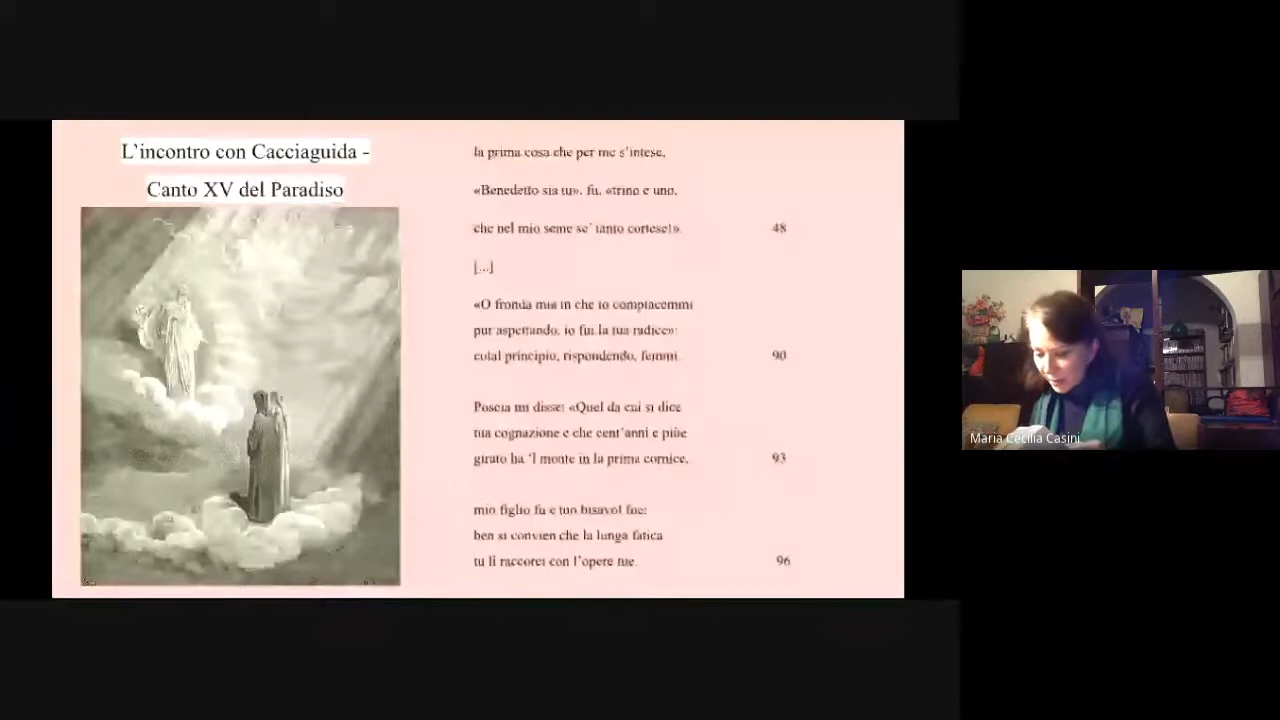 L'incontro con Cacciaguida -
Canto XV del Paradiso
la prima cosa che per me s'intese,
«Benedetto sia tu», fu, «trino e uno,
che nel mio seme se' tanto cortese!».
48
[...]
«O fronda mia in che io compiacemmi
pur aspettando, io fui la tua radice»:
cotal principio, rispondendo, femmi.
90
Poscia mi disse: «Quel da cui si dice
tua cognazione e che cent'anni e piùe
girato ha 'l monte in la prima cornice,
93
mio figlio fu e tuo bisavol fue:
ben si convien che la lunga fatica
tu li raccorci con l'opere tue.
96
Maria Cecilia Casini